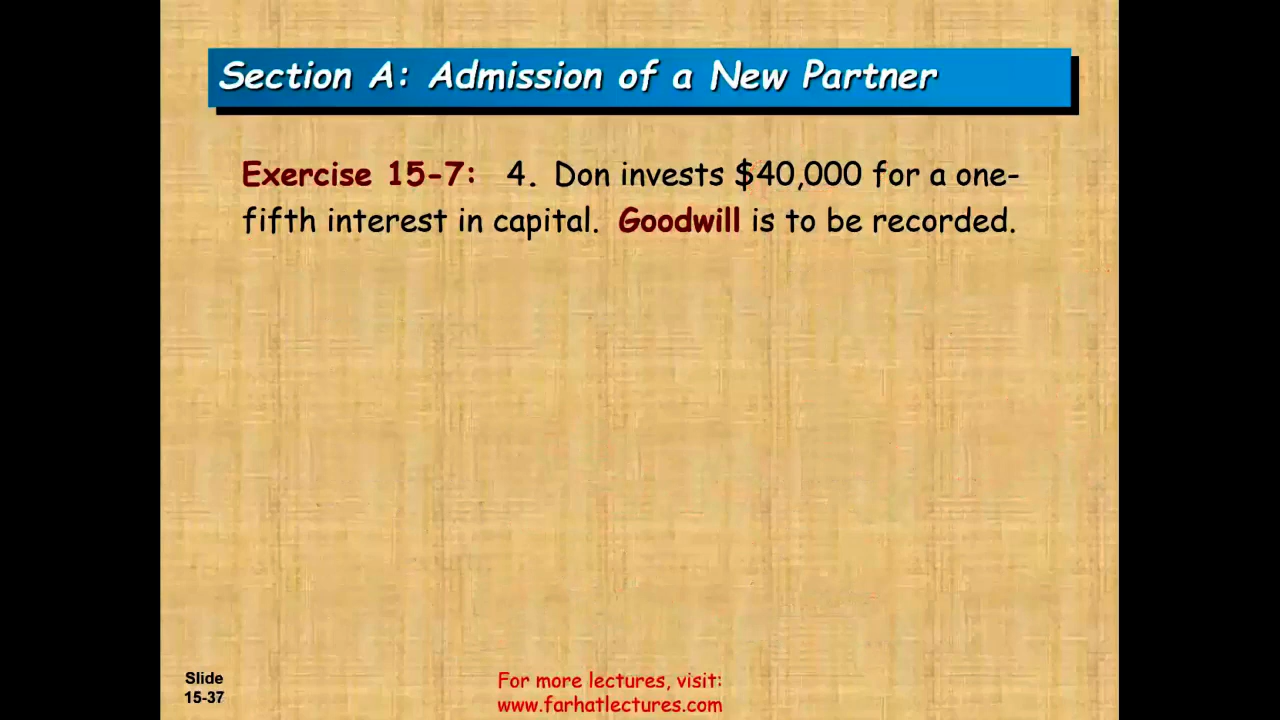 Section A: Admission of a New Partner
Exercise 15-7: 4. Don invests $40,000 for a one-
fifth interest in capital. Goodwill is to be recorded.
Slide
15-37
For more lectures, visit:
www.farhatlectures.com